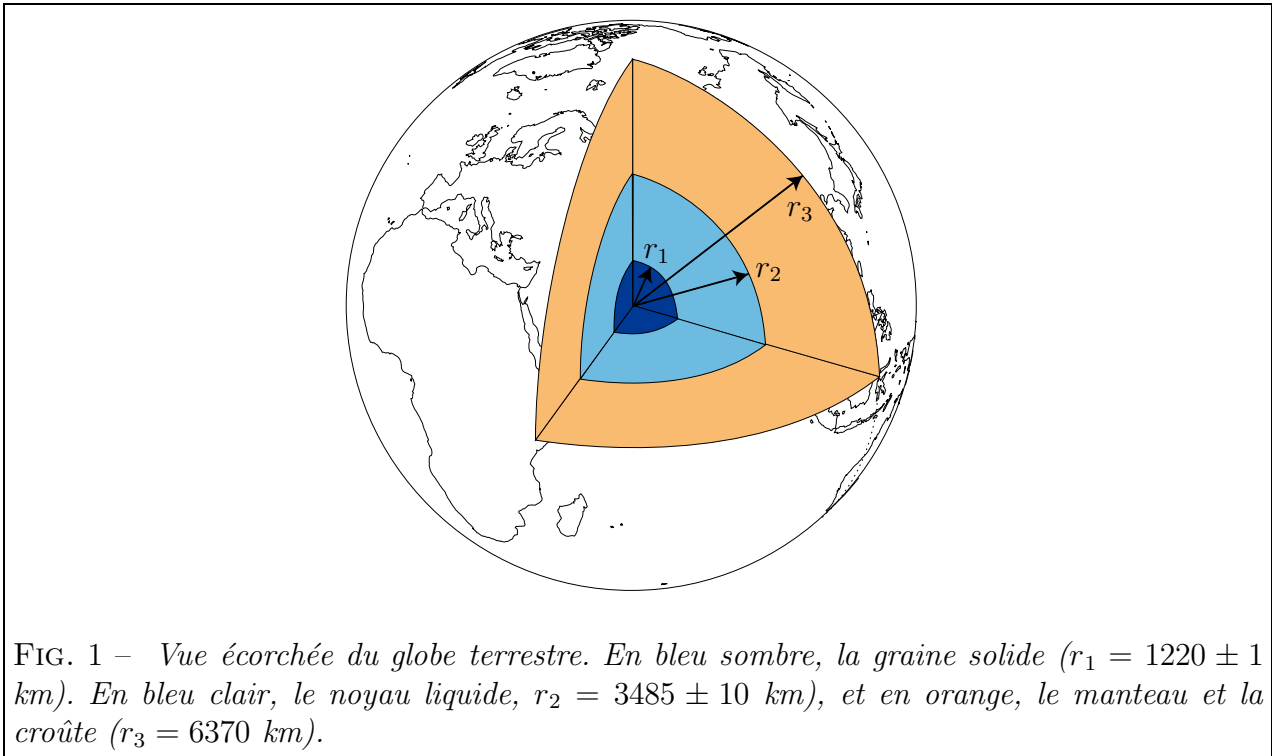 r₁
r₃
r₂
FIG. 1 – Vue écorchée du globe terrestre. En bleu sombre, la graine solide (r₁ = 1220 ± 1
km). En bleu clair, le noyau liquide, r₂ = 3485 ± 10 km), et en orange, le manteau et la
croûte (r₃ = 6370 km).